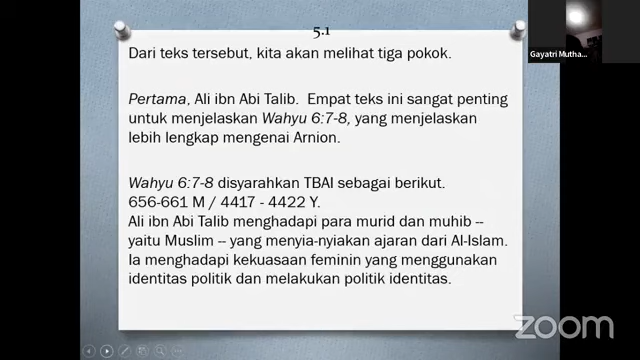 5.1
Dari teks tersebut, kita akan melihat tiga pokok.
Pertama, Ali ibn Abi Talib. Empat teks ini sangat penting
untuk menjelaskan Wahyu 6:7-8, yang menjelaskan
lebih lengkap mengenai Arnion.
Wahyu 6:7-8 disyarahkan TBAI sebagai berikut.
656-661 M / 4417 - 4422 Y.
Ali ibn Abi Talib menghadapi para murid dan muhib --
yaitu Muslim -- yang menyia-nyiakan ajaran dari Al-Islam.
Ia menghadapi kekuasaan feminin yang menggunakan
identitas politik dan melakukan politik identitas.
Gayatri Mutha...
zoom